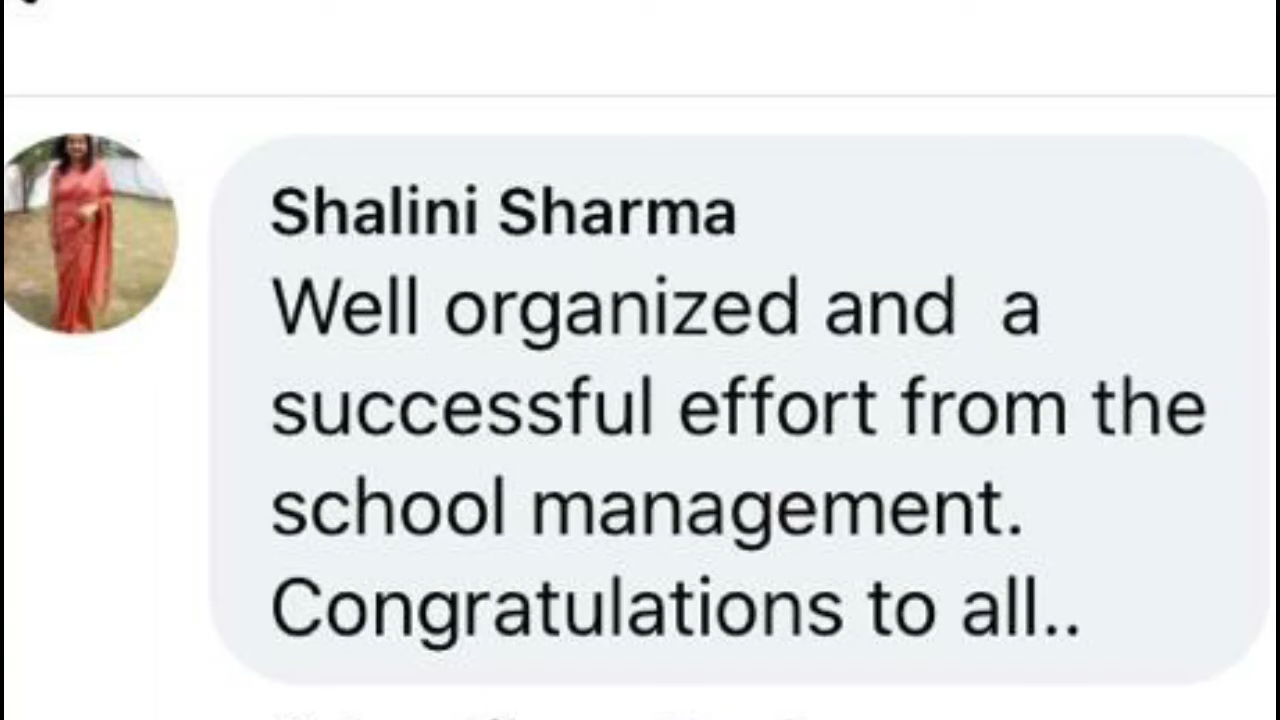 Shalini Sharma
Well organized and  a
successful effort from the
school management.
Congratulations to all..